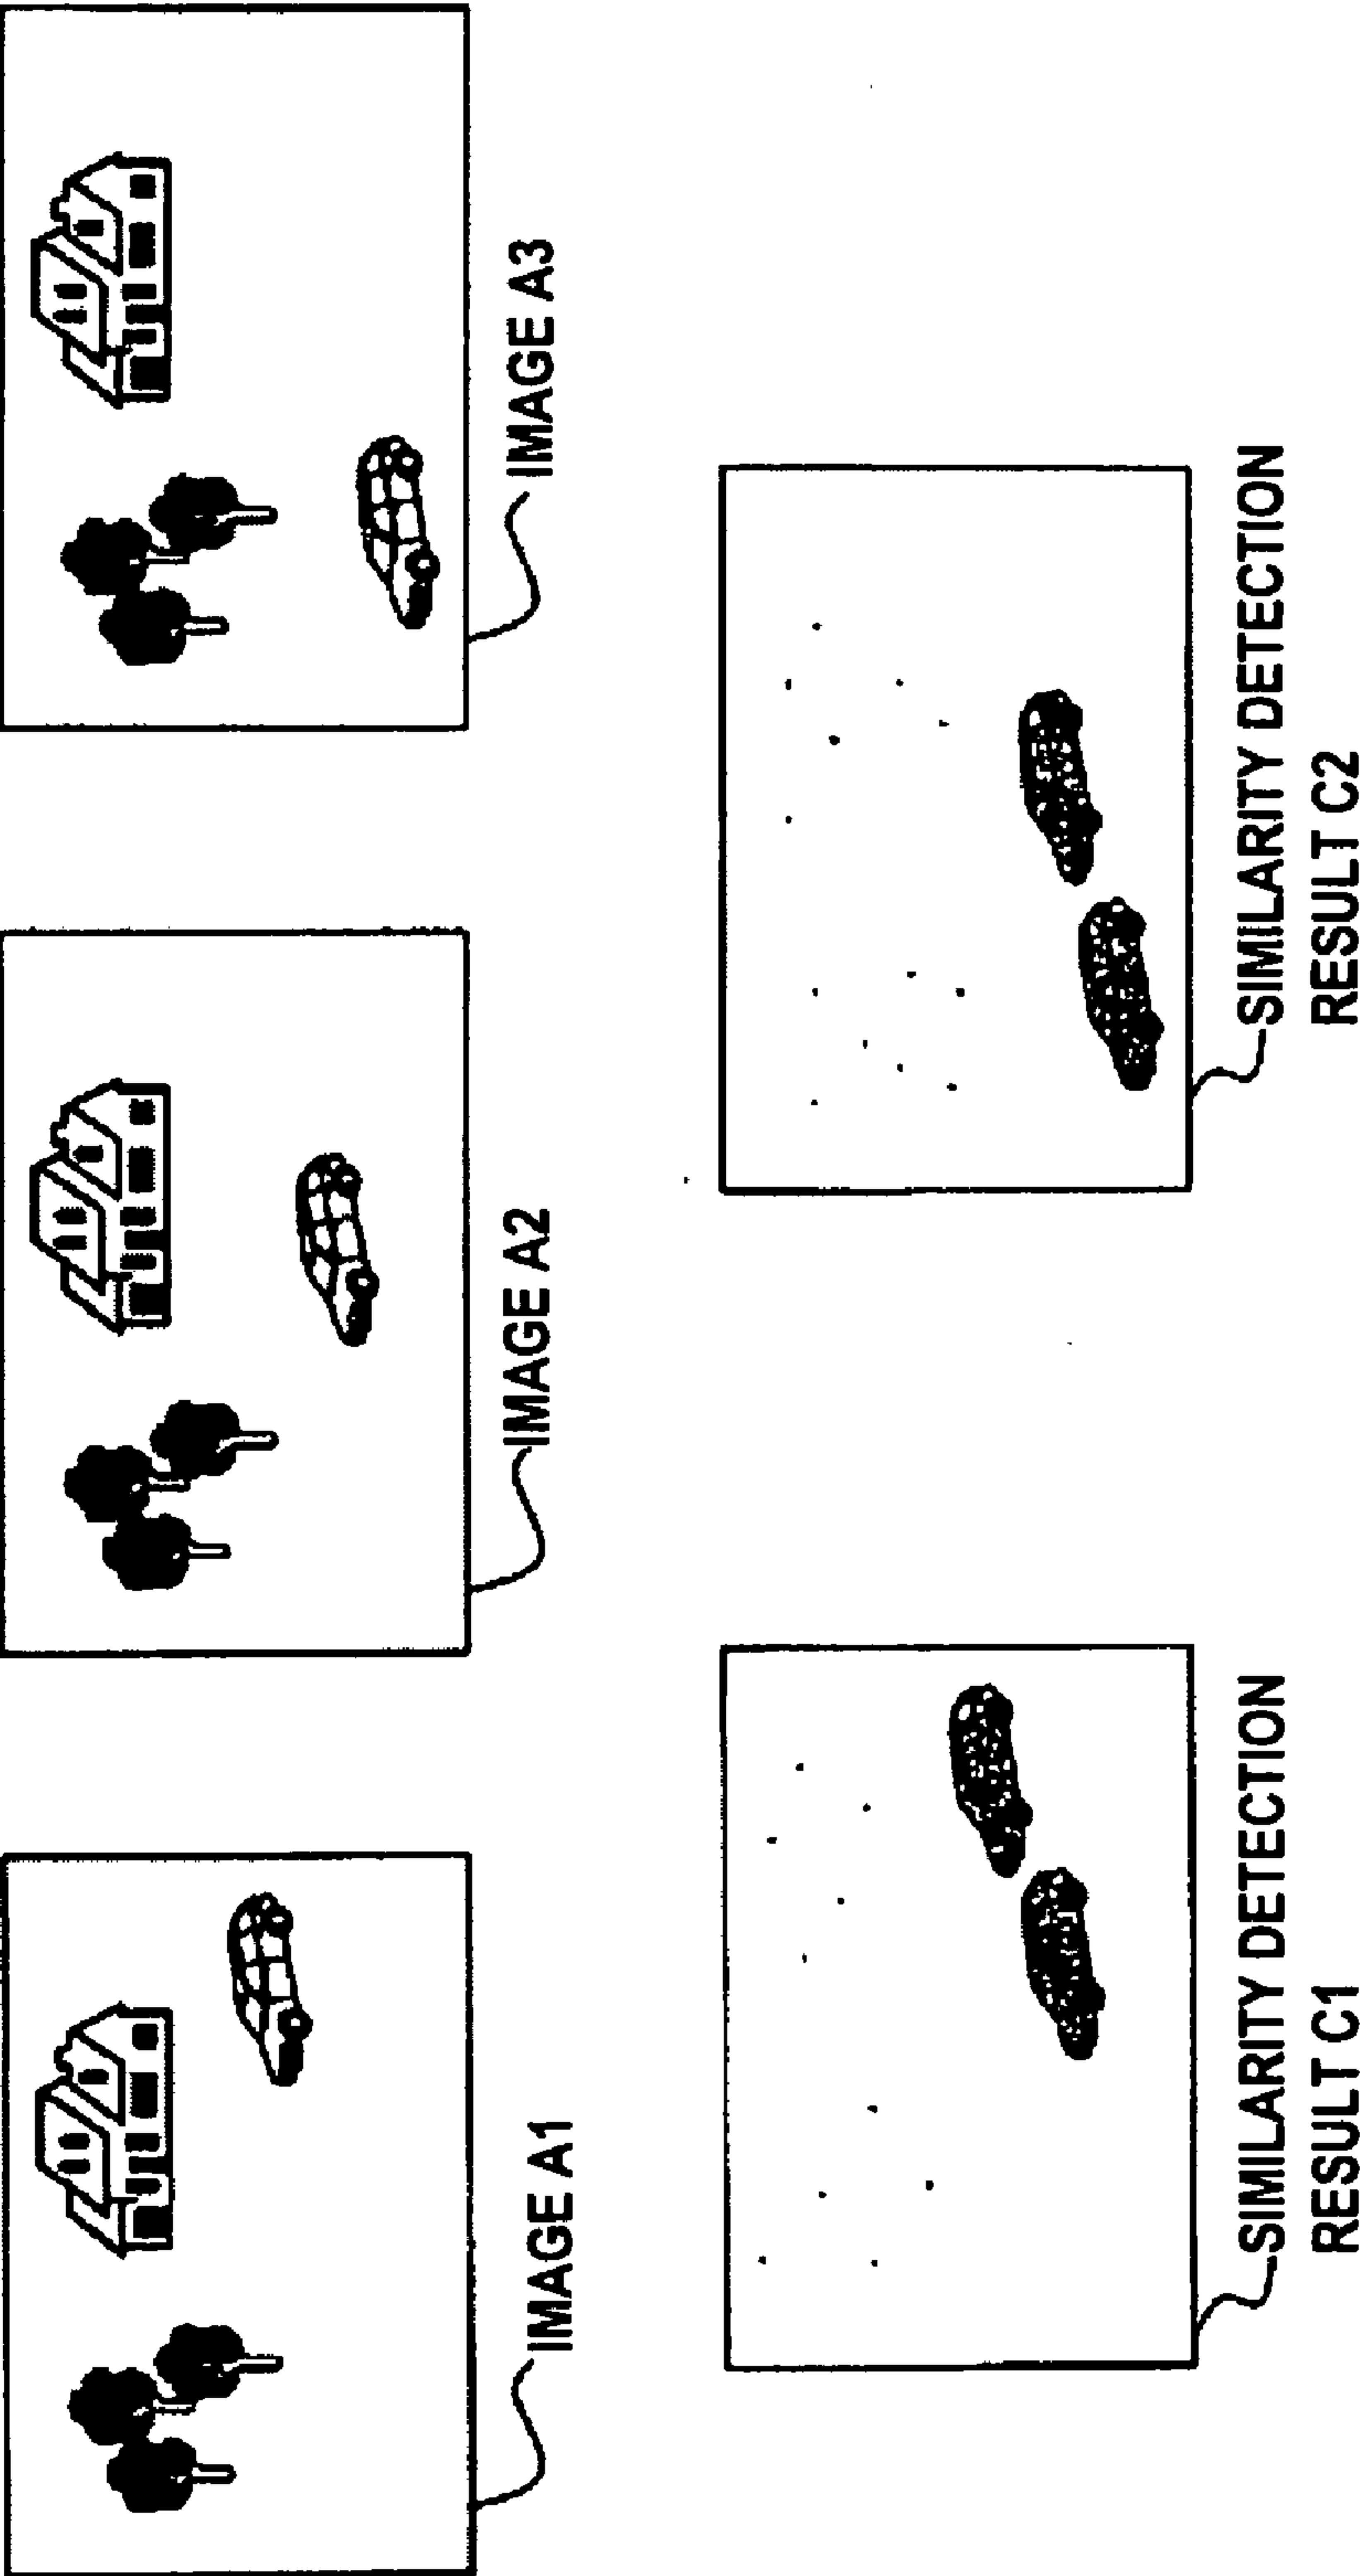 IMAGE A1
IMAGE A2
IMAGE A3
SIMILARITY DETECTION
RESULT C1
SIMILARITY DETECTION
RESULT C2